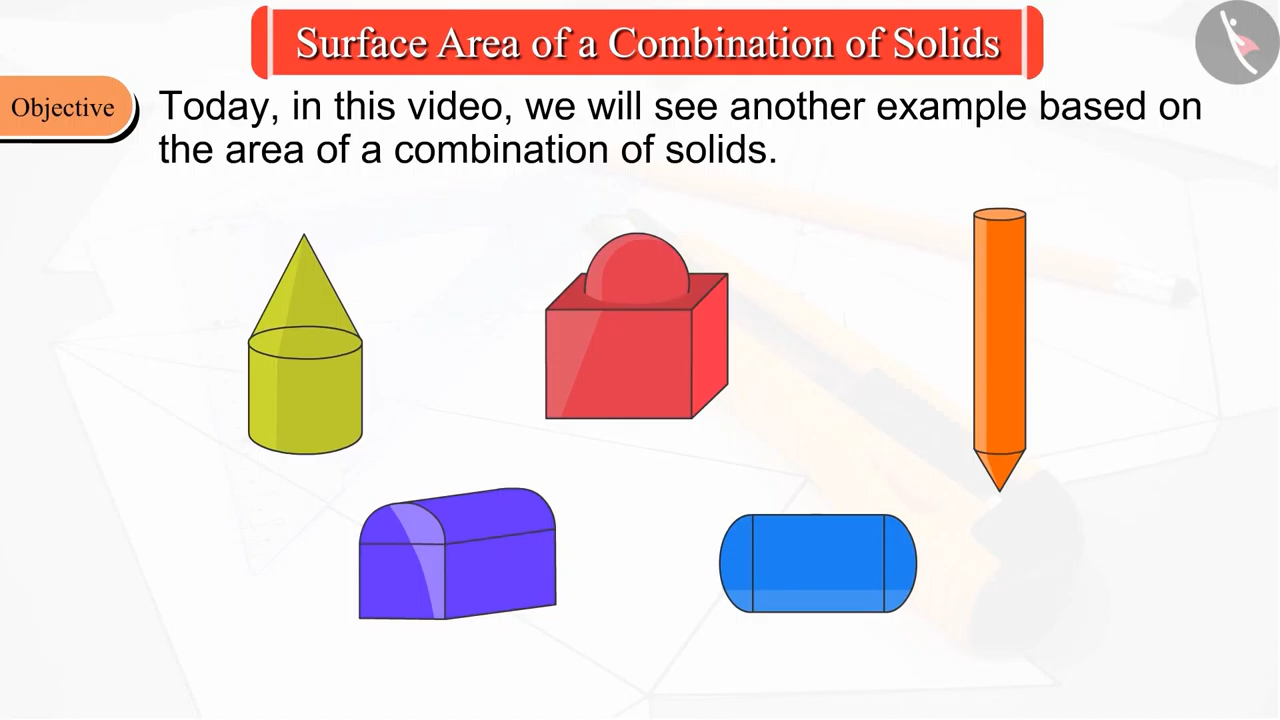 Surface Area of a Combination of Solids
Objective
Today, in this video, we will see another example based on
the area of a combination of solids.